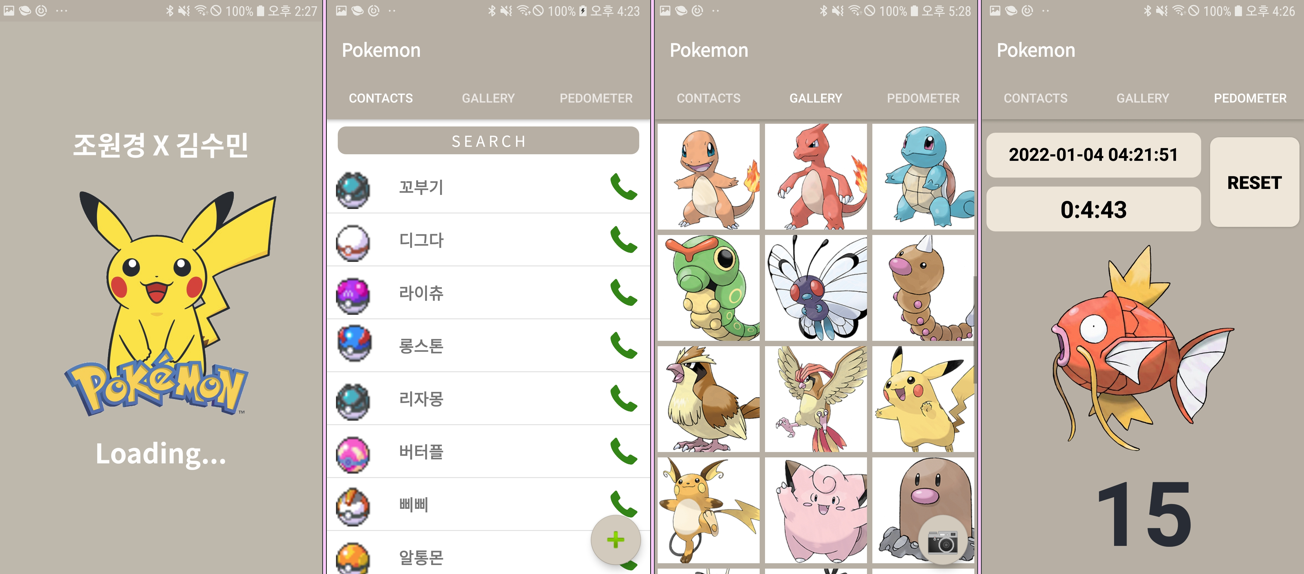 100% 오후 2:27
조원경 X 김수민
POKéMON
TM
Loading...
100% 오후 4:23
Pokemon
CONTACTS GALLERY PEDOMETER
SEARCH
꼬부기
디그다
라이츄
롱스톤
리자몽
버터플
삐삐
알통몬
100% 오후 5:28
Pokemon
CONTACTS GALLERY PEDOMETER
100% 오후 4:26
Pokemon
CONTACTS GALLERY PEDOMETER
2022-01-04 04:21:51
RESET
0:4:43
15